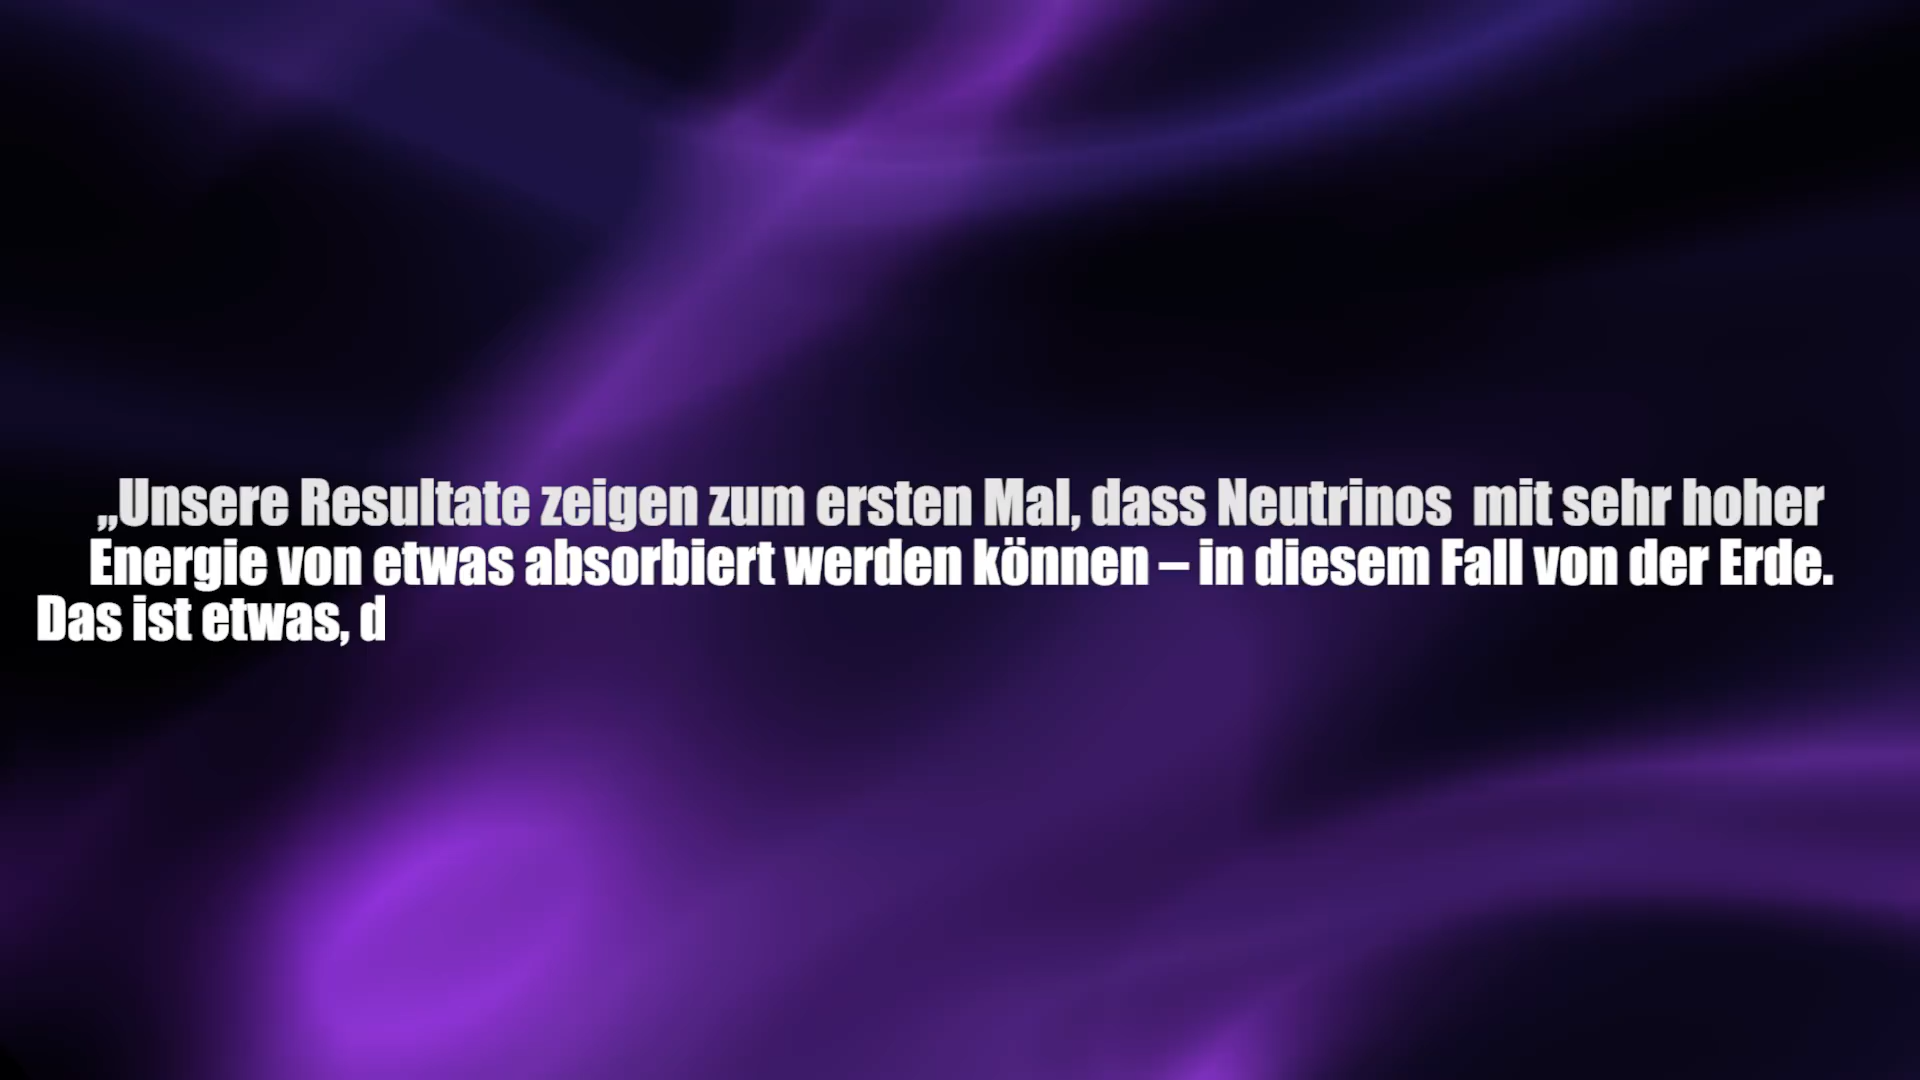 „Unsere Resultate zeigen zum ersten Mal, dass Neutrinos mit sehr hoher
Energie von etwas absorbiert werden können – in diesem Fall von der Erde.
Das ist etwas, d